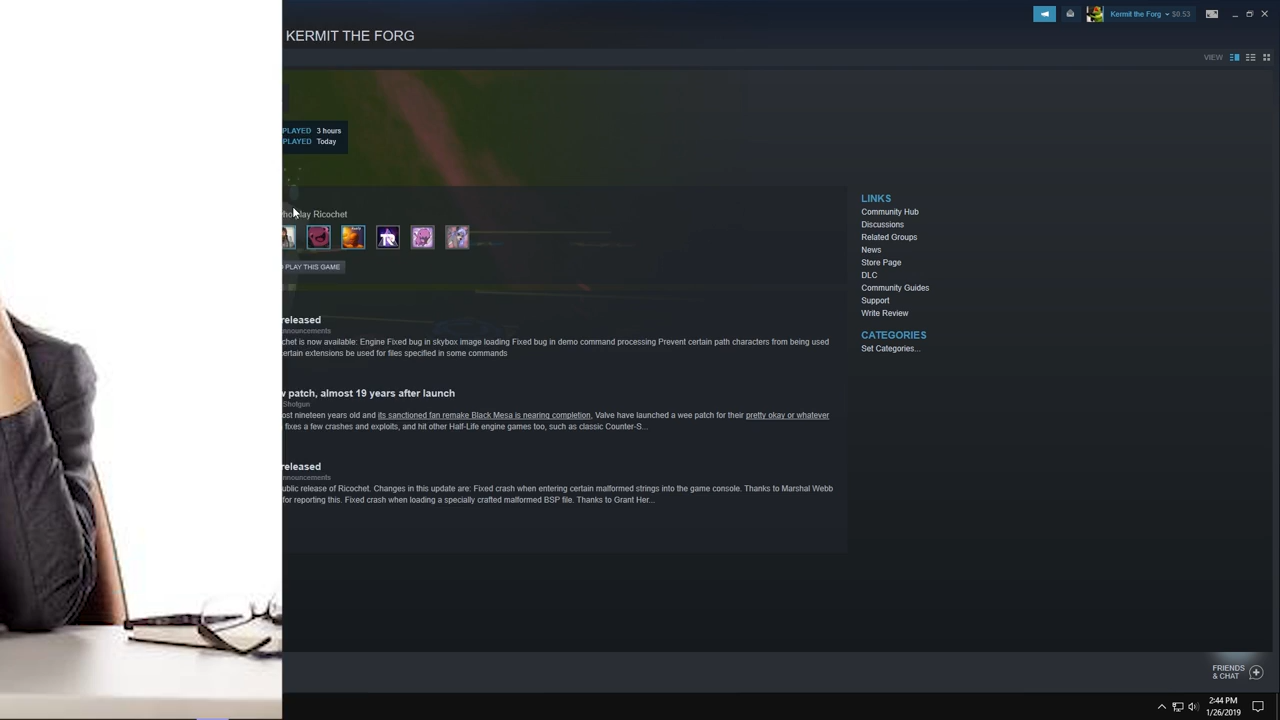 Kermit the Forg $0.53
KERMIT THE FORG
VIEW
PLAYED 3 hours
PLAYED Today
who play Ricochet
PLAY THIS GAME
released
nnouncements
chet is now available: Engine Fixed bug in skybox image loading Fixed bug in demo command processing Prevent certain path characters from being used
ertain extensions be used for files specified in some commands
w patch, almost 19 years after launch
Shotgun
ost nineteen years old and its sanctioned fan remake Black Mesa is nearing completion, Valve have launched a wee patch for their pretty okay or whatever
fixes a few crashes and exploits, and hit other Half-Life engine games too, such as classic Counter-S...
released
nnouncements
ublic release of Ricochet. Changes in this update are: Fixed crash when entering certain malformed strings into the game console. Thanks to Marshal Webb
for reporting this. Fixed crash when loading a specially crafted malformed BSP file. Thanks to Grant Her...
LINKS
Community Hub
Discussions
Related Groups
News
Store Page
DLC
Community Guides
Support
Write Review
CATEGORIES
Set Categories...
FRIENDS
& CHAT
2:44 PM
1/26/2019